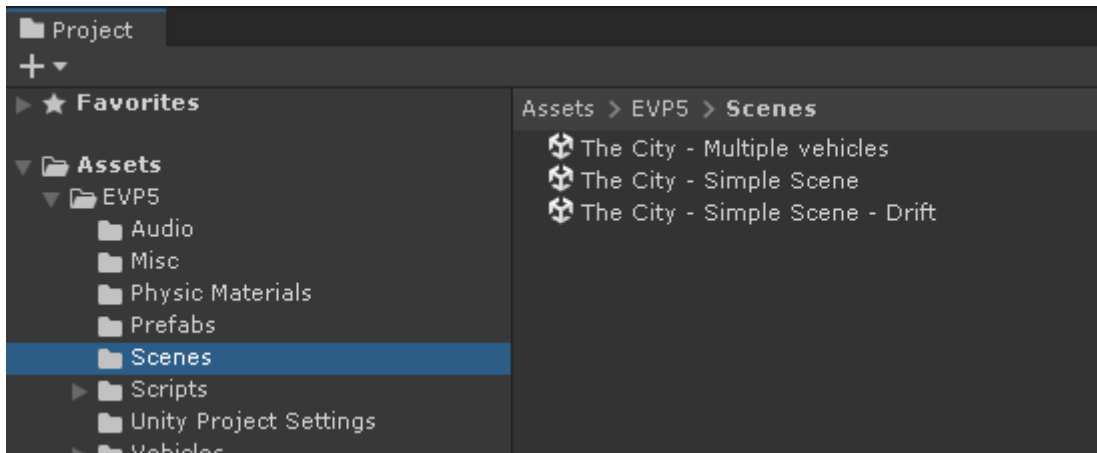 Project
Favorites
Assets
EVP5
Audio
Misc
Physic Materials
Prefabs
Scenes
Scripts
Unity Project Settings
Vehicles
Assets > EVP5 > Scenes
The City - Multiple vehicles
The City - Simple Scene
The City - Simple Scene - Drift